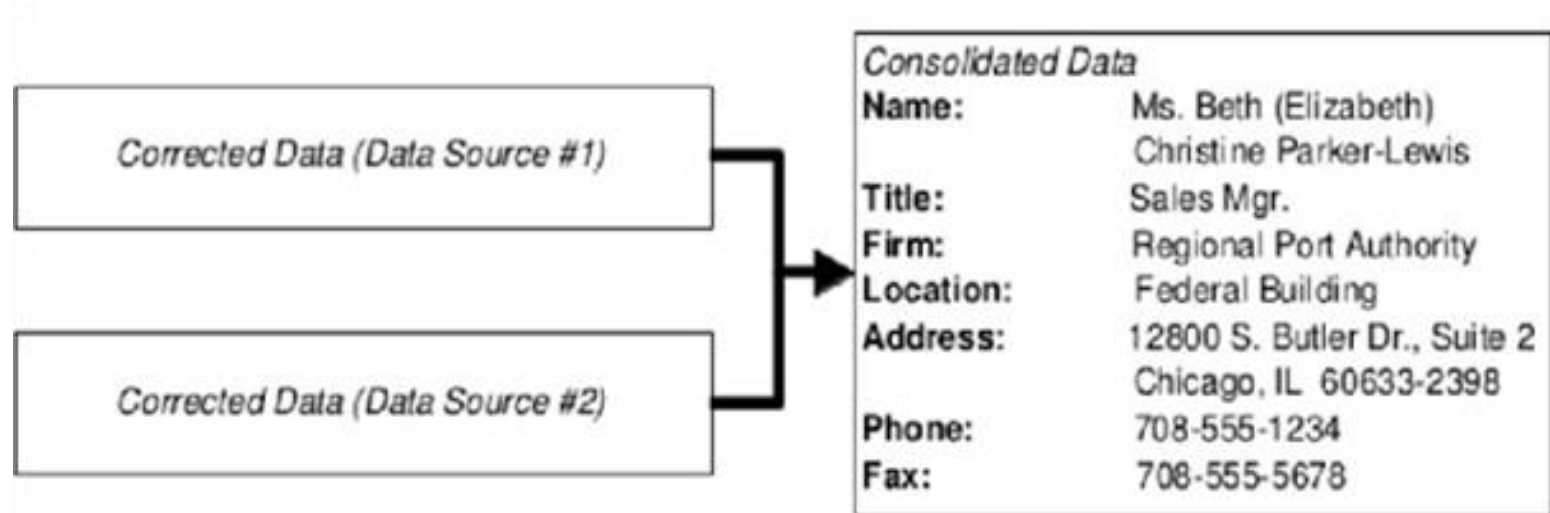 Corrected Data (Data Source #1)
Corrected Data (Data Source #2)
Consolidated Data
Name: Ms. Beth (Elizabeth)
Christine Parker-Lewis
Title: Sales Mgr.
Firm: Regional Port Authority
Location: Federal Building
Address: 12800 S. Butler Dr., Suite 2
Chicago, IL 60633-2398
Phone: 708-555-1234
Fax: 708-555-5678